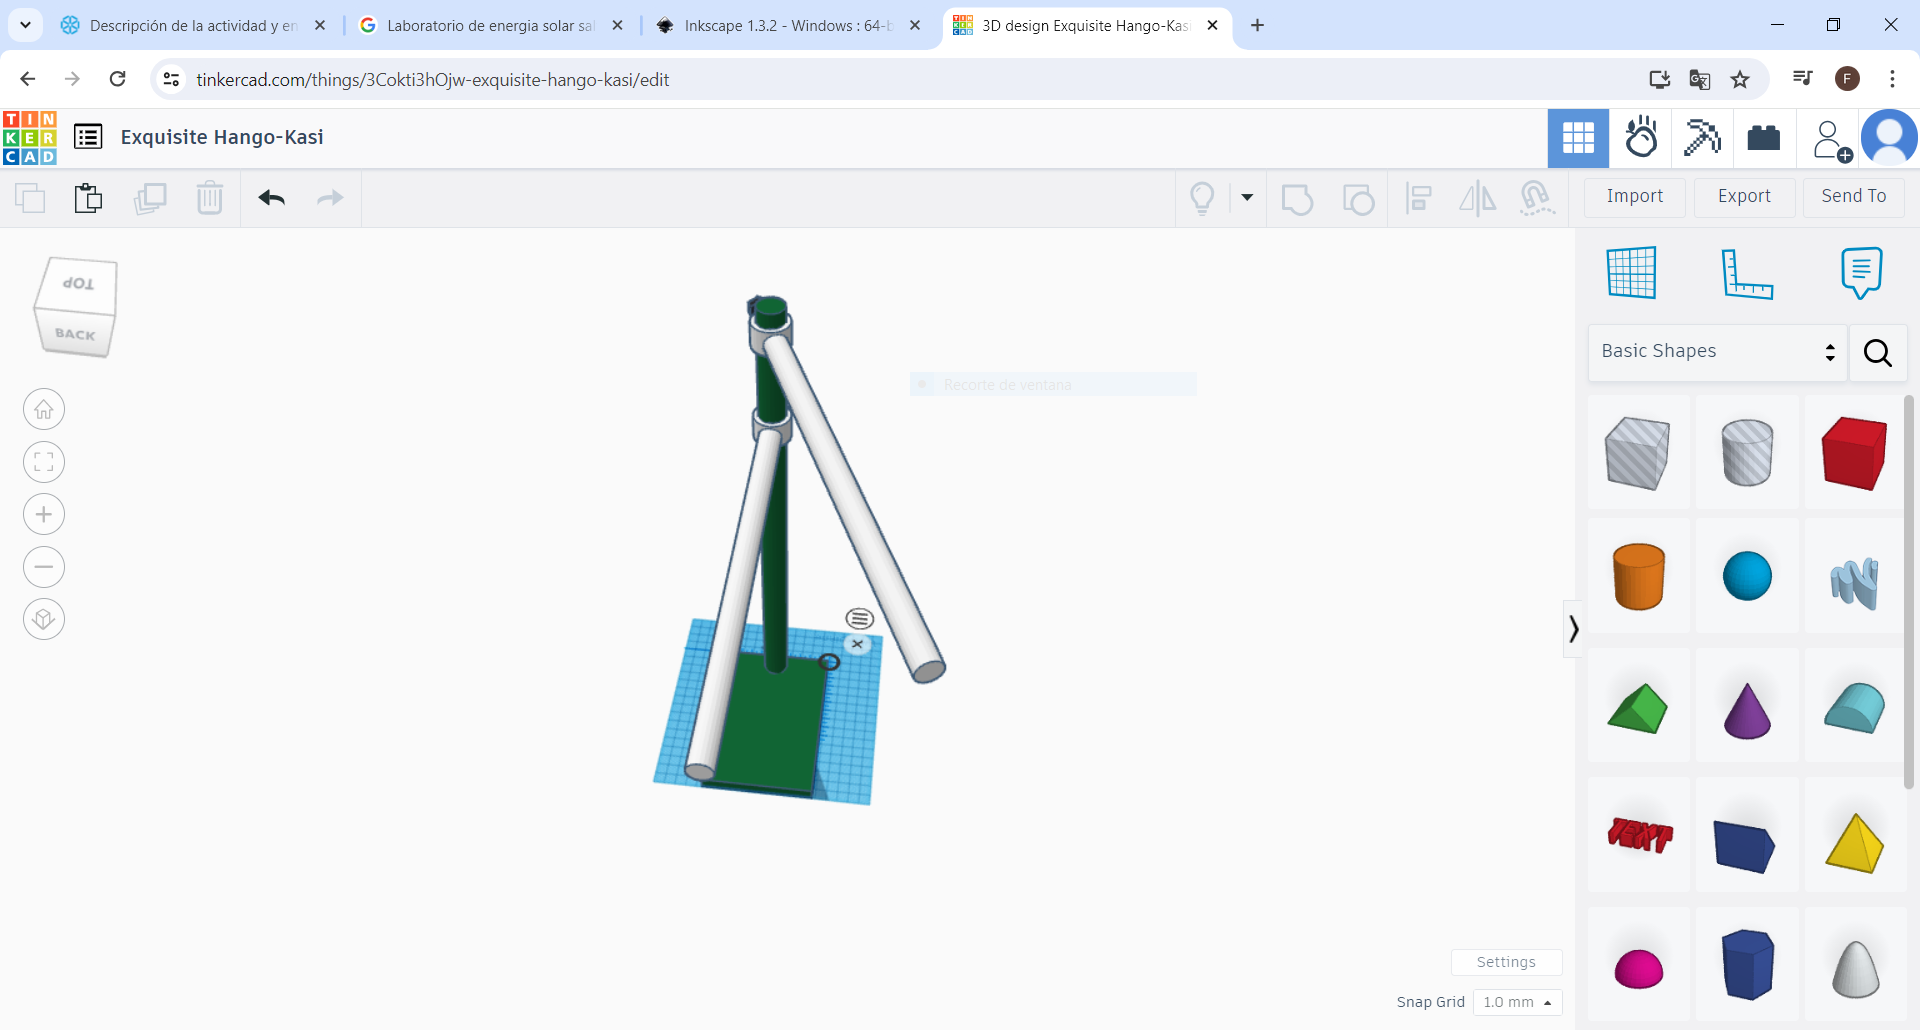 Descripción de la actividad y en
Laboratorio de energia solar sal
Inkscape 1.3.2 - Windows : 64-b
3D design Exquisite Hango-Kasi
tinkercad.com/things/3Cokti3hOjw-exquisite-hango-kasi/edit
F
TIN
KER
CAD
Exquisite Hango-Kasi
Import
Export
Send To
TOP
BACK
Recorte de ventana
Basic Shapes
TEXT
Settings
Snap Grid
1.0 mm